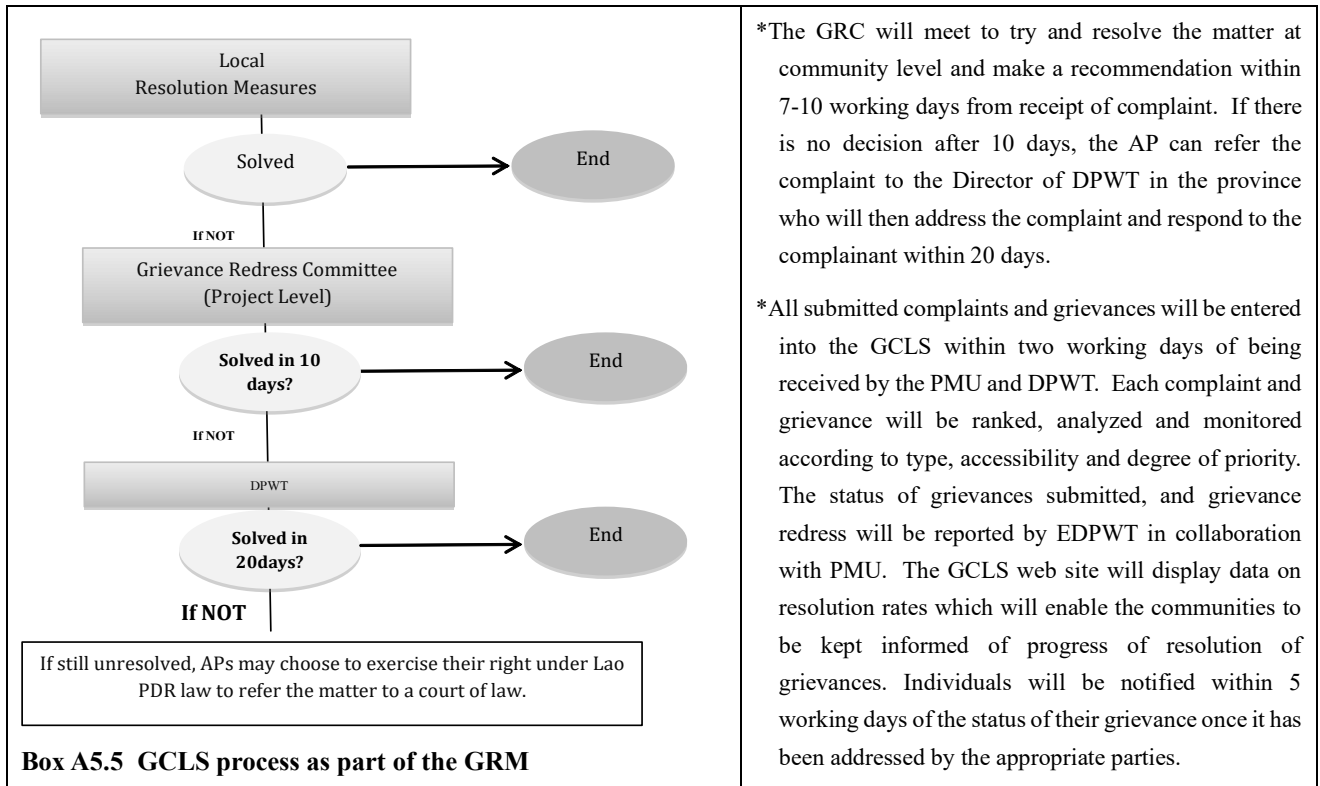 Local
Resolution Measures
Solved
End
If NOT
Grievance Redress Committee
(Project Level)
Solved in 10
days?
End
If NOT
DPWT
Solved in
20days?
End
If NOT
If still unresolved, APs may choose to exercise their right under Lao
PDR law to refer the matter to a court of law.
Box A5.5 GCLS process as part of the GRM
*The GRC will meet to try and resolve the matter at
community level and make a recommendation within
7-10 working days from receipt of complaint. If there
is no decision after 10 days, the AP can refer the
complaint to the Director of DPWT in the province
who will then address the complaint and respond to the
complainant within 20 days.
*All submitted complaints and grievances will be entered
into the GCLS within two working days of being
received by the PMU and DPWT. Each complaint and
grievance will be ranked, analyzed and monitored
according to type, accessibility and degree of priority.
The status of grievances submitted, and grievance
redress will be reported by EDPWT in collaboration
with PMU. The GCLS web site will display data on
resolution rates which will enable the communities to
be kept informed of progress of resolution of
grievances. Individuals will be notified within 5
working days of the status of their grievance once it has
been addressed by the appropriate parties.